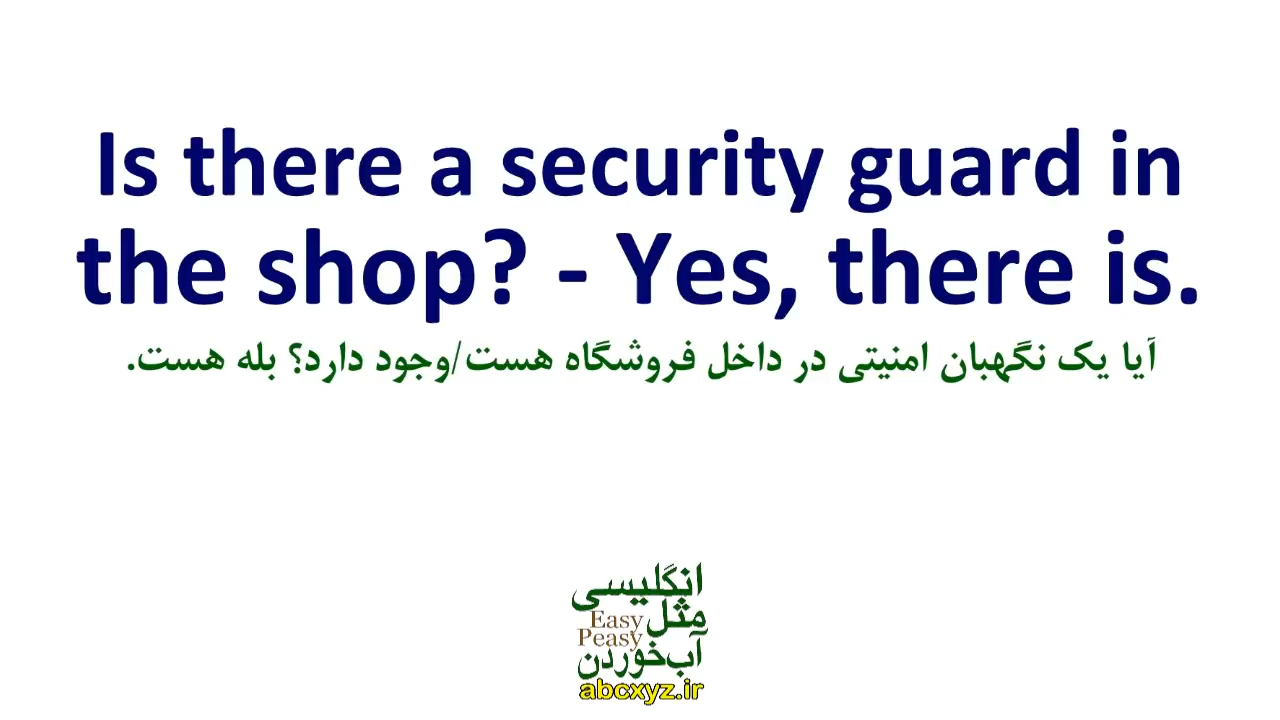 Is there a security guard in
the shop? - Yes, there is.
آیا یک نگهبان امنیتی در داخل فروشگاه هست/وجود دارد؟ بله هست.
انگلیسی
مثل
Easy
Peasy
آب‌خوردن
abcxyz.ir